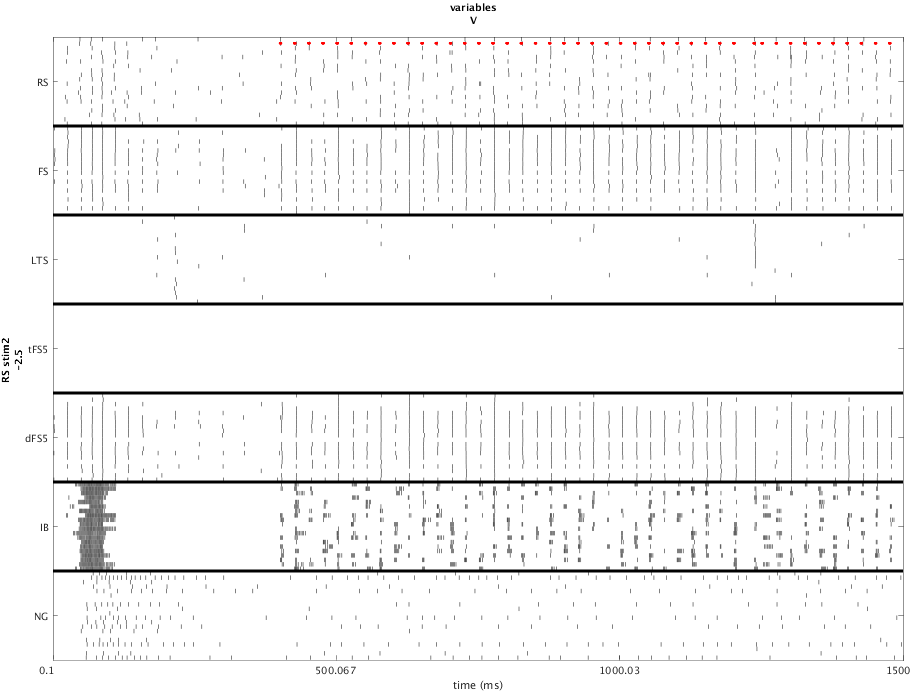 variables
V
RS
FS
LTS
RS stim2
-2.5
tFS5
dFS5
IB
NG
0.1 500.067 1000.03 1500
time (ms)